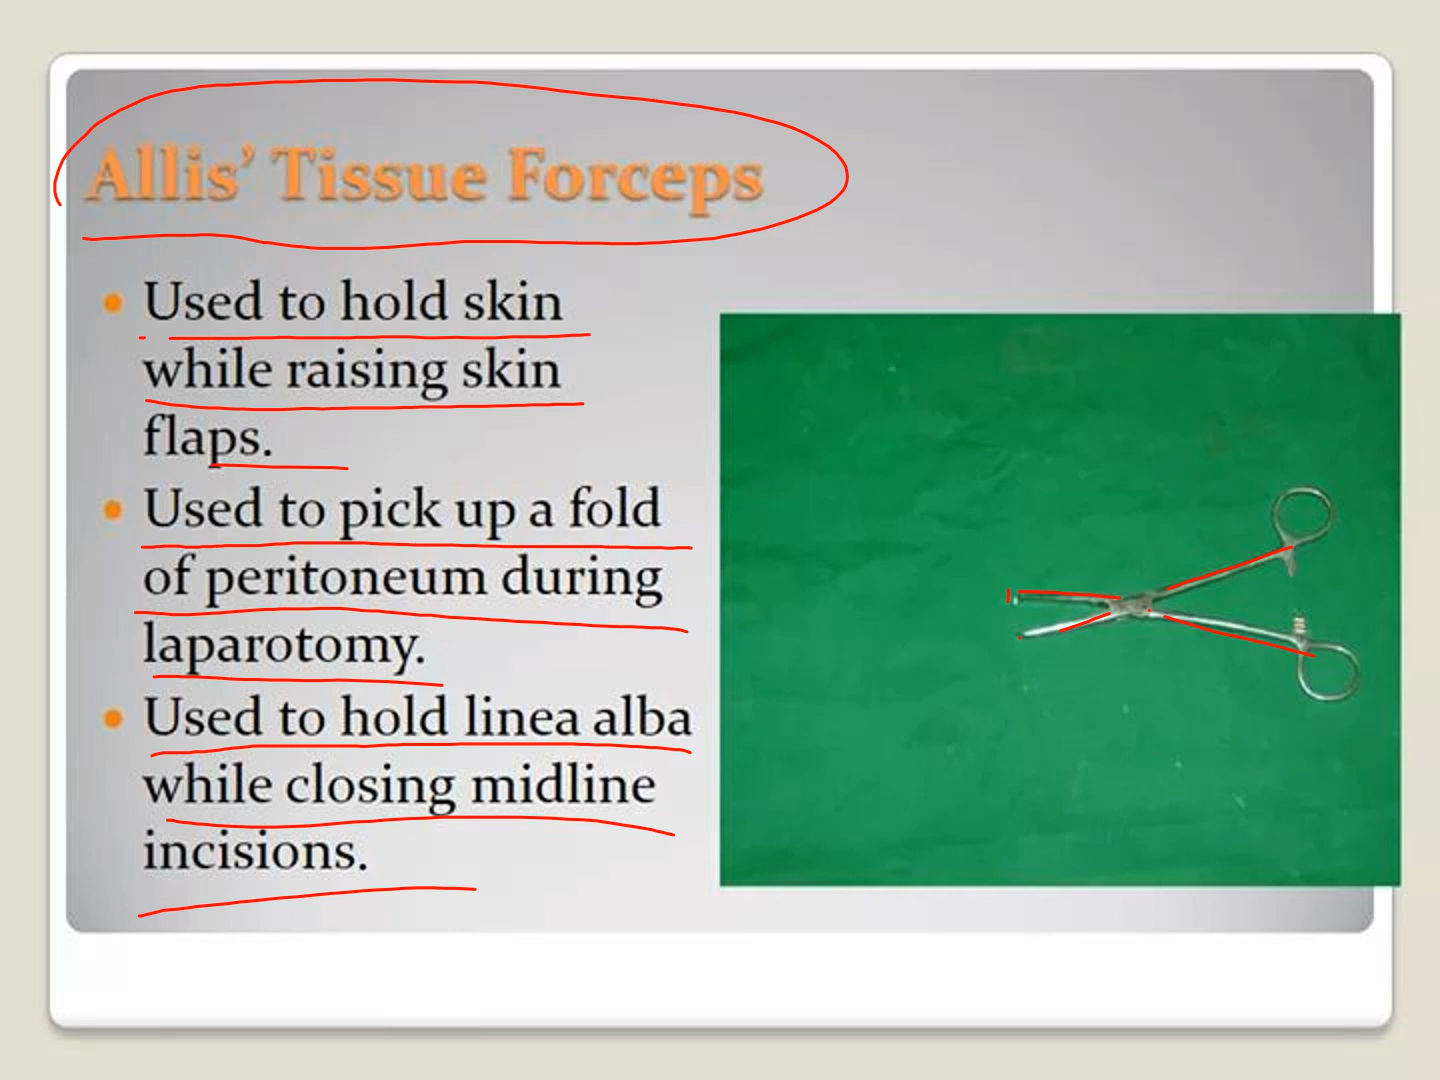 Allis’ Tissue Forceps
• Used to hold skin
while raising skin
flaps.
• Used to pick up a fold
of peritoneum during
laparotomy.
• Used to hold linea alba
while closing midline
incisions.